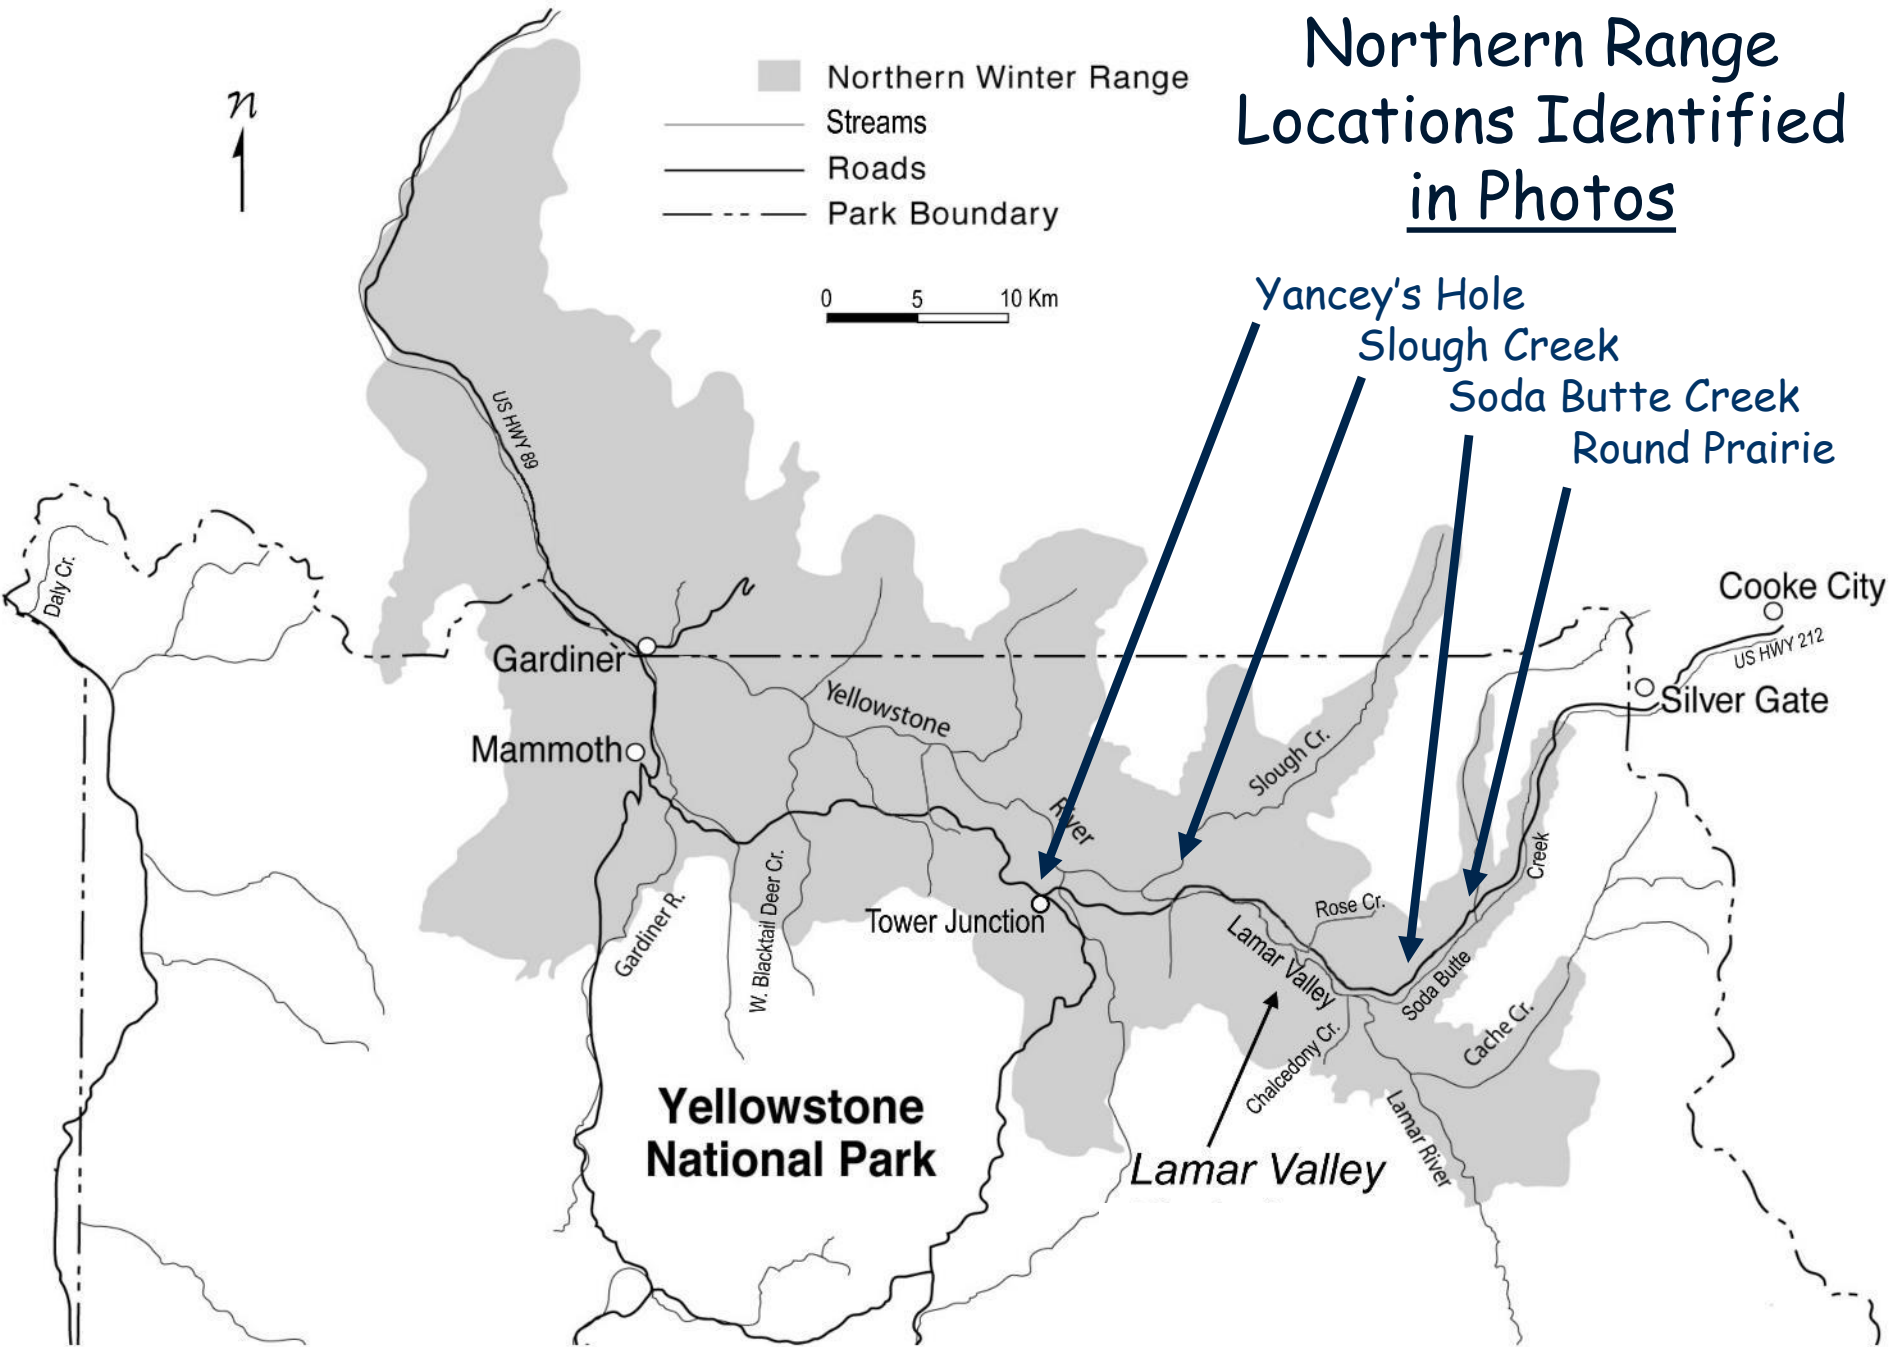 Northern Range
Locations Identified
in Photos
n
Northern Winter Range
Streams
Roads
Park Boundary
0 5 10 Km
Yancey's Hole
Slough Creek
Soda Butte Creek
Round Prairie
US HWY 89
Daly Cr.
Cooke City
US HWY 212
Silver Gate
Gardiner
Yellowstone
River
Mammoth
Slough Cr.
Creek
Tower Junction
Rose Cr.
Gardiner R.
W. Blacktail Deer Cr.
Lamar Valley
Soda Butte
Cache Cr.
Chalcedony Cr.
Lamar River
Yellowstone
National Park
Lamar Valley